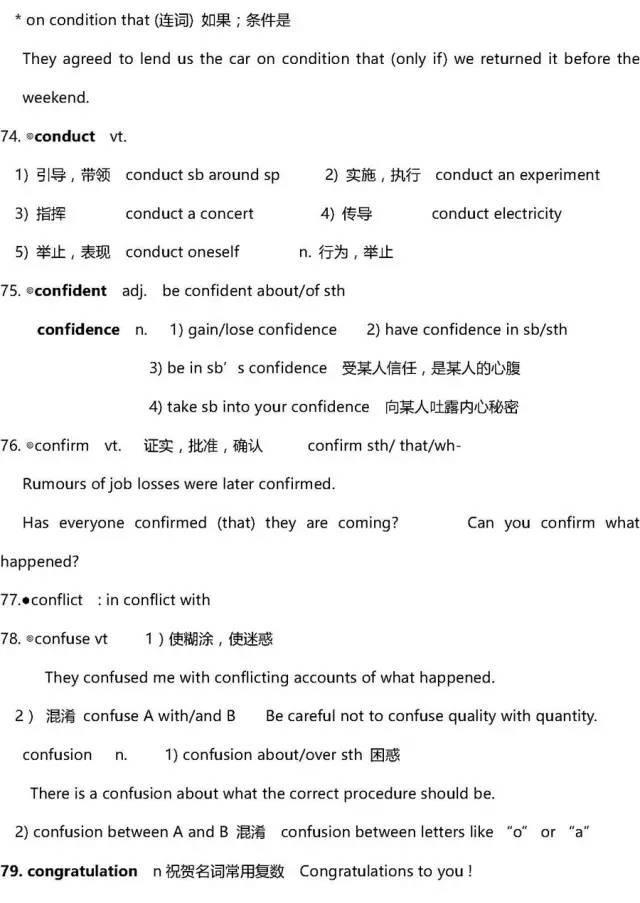 * on condition that (连词) 如果；条件是
They agreed to lend us the car on condition that (only if) we returned it before the
weekend.
74. ◎conduct vt.
1) 引导，带领 conduct sb around sp 2) 实施，执行 conduct an experiment
3) 指挥 conduct a concert 4) 传导 conduct electricity
5) 举止，表现 conduct oneself n. 行为，举止
75. ◎confident adj. be confident about/of sth
confidence n. 1) gain/lose confidence 2) have confidence in sb/sth
3) be in sb’s confidence 受某人信任，是某人的心腹
4) take sb into your confidence 向某人吐露内心秘密
76. ◎confirm vt. 证实，批准，确认 confirm sth/ that/wh-
Rumours of job losses were later confirmed.
Has everyone confirmed (that) they are coming? Can you confirm what
happened?
77.●conflict : in conflict with
78. ◎confuse vt 1）使糊涂，使迷惑
They confused me with conflicting accounts of what happened.
2） 混淆 confuse A with/and B Be careful not to confuse quality with quantity.
confusion n. 1) confusion about/over sth 困惑
There is a confusion about what the correct procedure should be.
2) confusion between A and B 混淆 confusion between letters like “o” or “a”
79. congratulation n 祝贺名词常用复数 Congratulations to you !